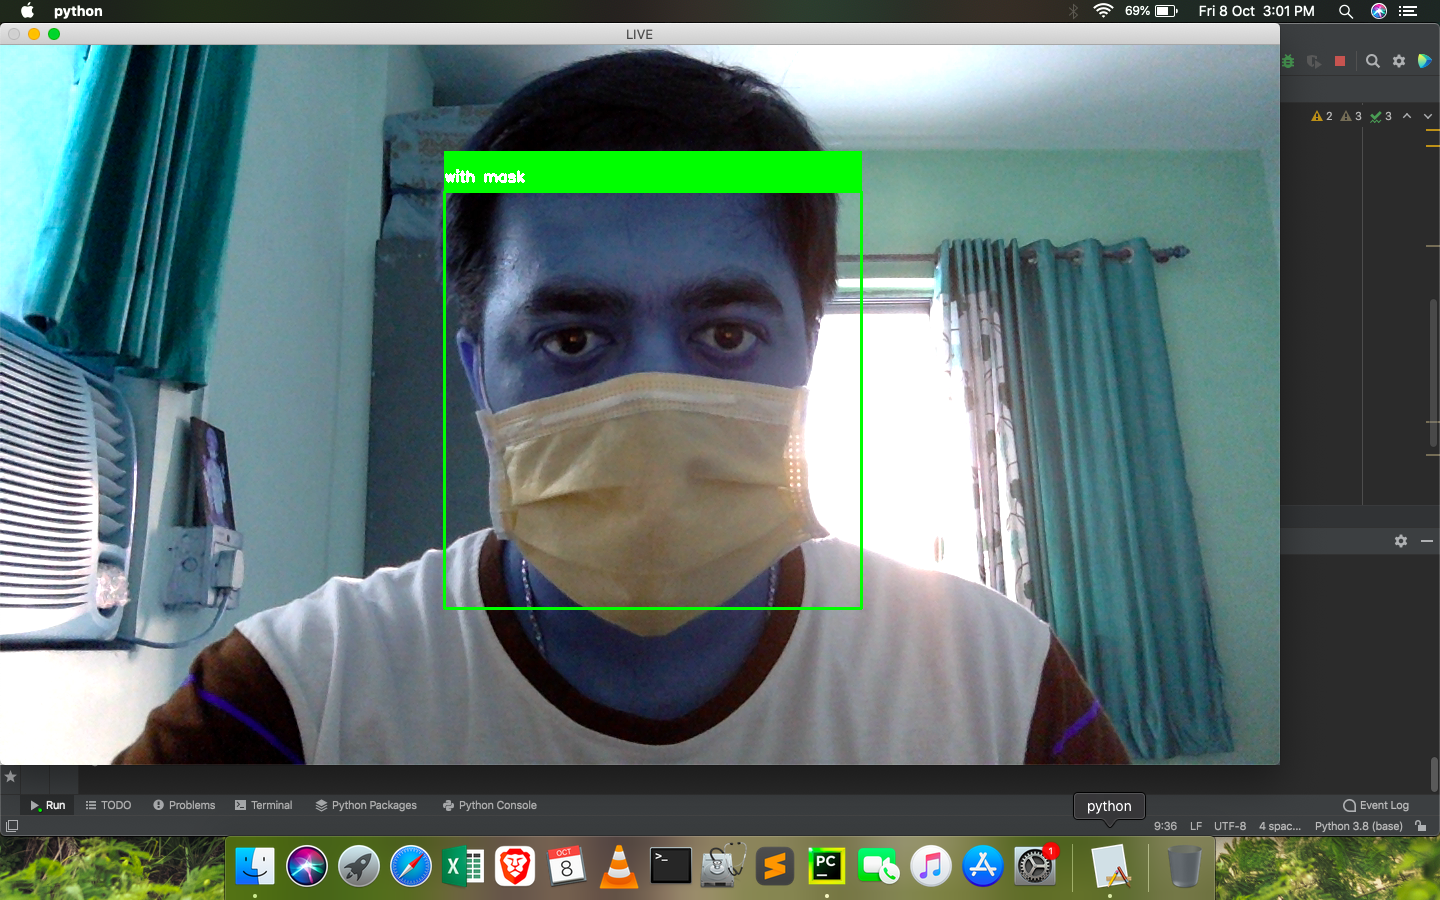 python
69%
Fri 8 Oct 3:01 PM
LIVE
2
3
3
with mask
Run
TODO
Problems
Terminal
Python Packages
Python Console
Event Log
python
9:36
LF
UTF-8
4 spac...
Python 3.8 (base)
OCT
8
PC
1